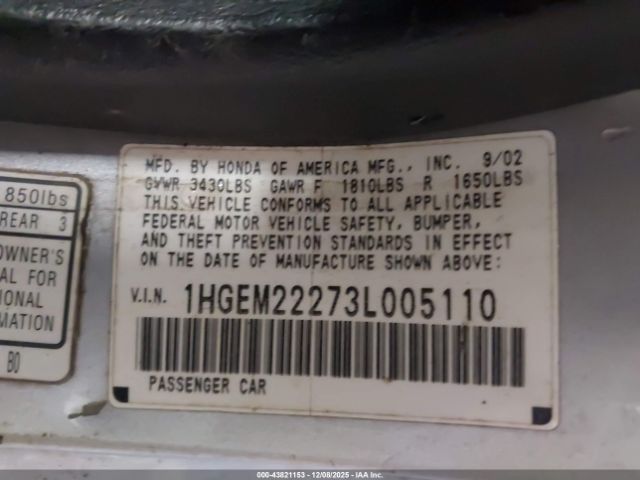 MFD. BY HONDA OF AMERICA MFG., INC. 9/02
GVWR 3430LBS GAWR F 1810LBS R 1650LBS
THIS VEHICLE CONFORMS TO ALL APPLICABLE
FEDERAL MOTOR VEHICLE SAFETY, BUMPER,
AND THEFT PREVENTION STANDARDS IN EFFECT
ON THE DATE OF MANUFACTURE SHOWN ABOVE:
V.I.N. 1HGEM22273L005110
PASSENGER CAR
850lbs
REAR 3
OWNER'S
AL FOR
IONAL
MATION
BO
000-43821153 • 12/08/2025 • IAA Inc.